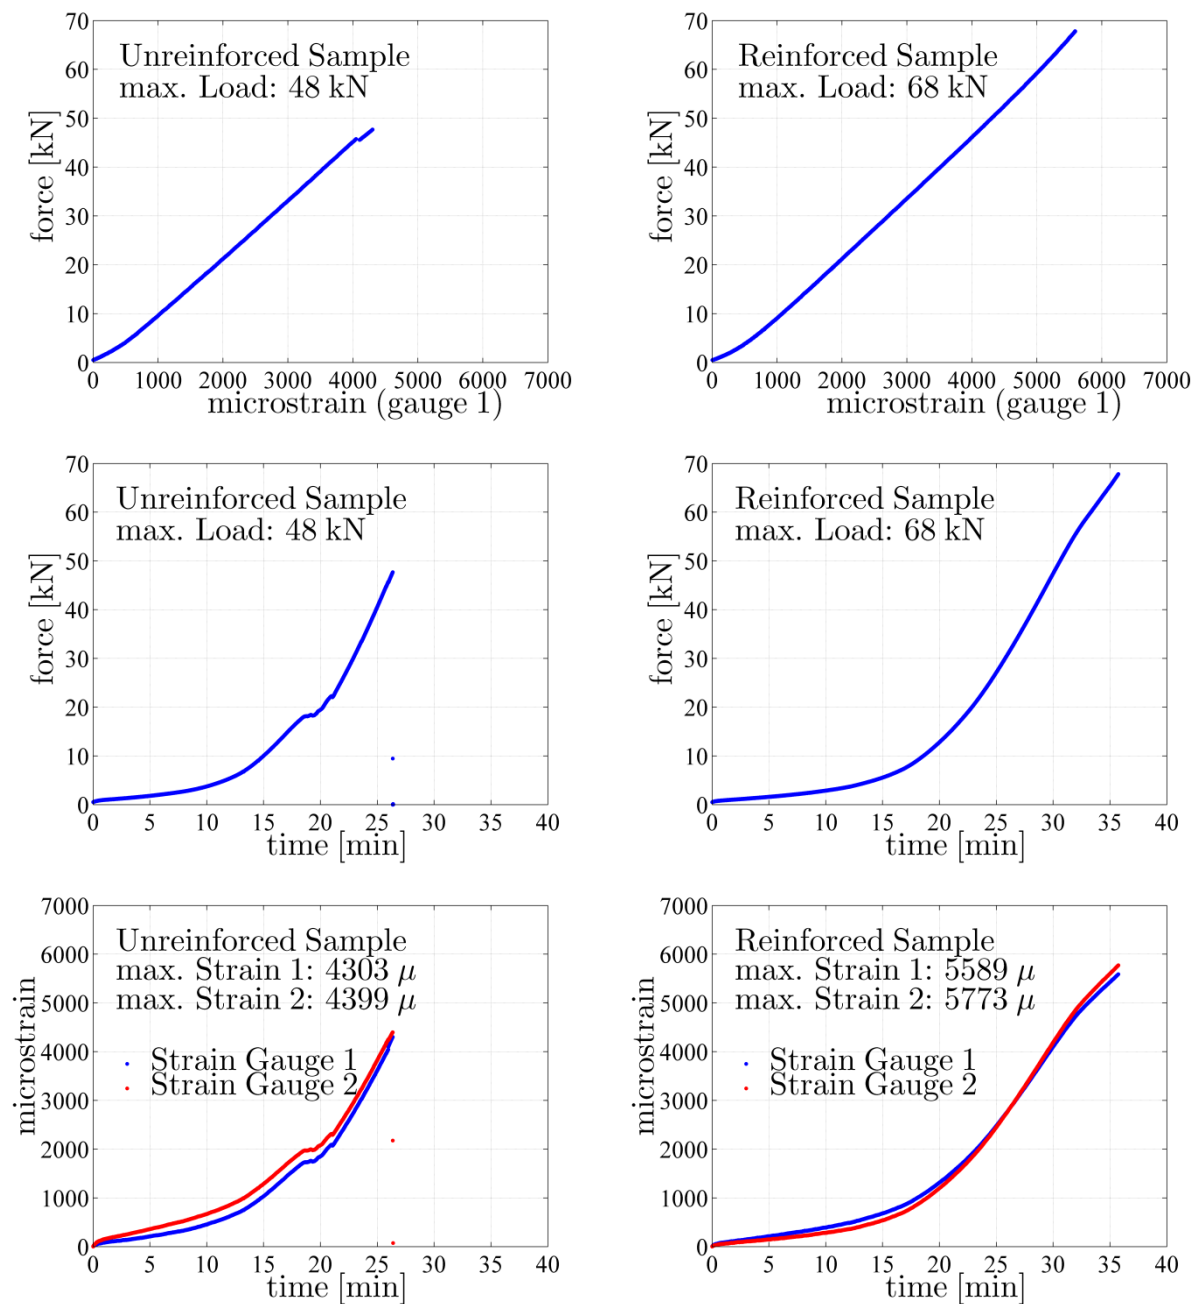 Unreinforced Sample
max. Load: 48 kN
force [kN]
70
60
50
40
30
20
10
0
0 1000 2000 3000 4000 5000 6000 7000
microstrain (gauge 1)
Reinforced Sample
max. Load: 68 kN
force [kN]
70
60
50
40
30
20
10
0
0 1000 2000 3000 4000 5000 6000 7000
microstrain (gauge 1)
Unreinforced Sample
max. Load: 48 kN
force [kN]
70
60
50
40
30
20
10
0
0 5 10 15 20 25 30 35 40
time [min]
Reinforced Sample
max. Load: 68 kN
force [kN]
70
60
50
40
30
20
10
0
0 5 10 15 20 25 30 35 40
time [min]
Unreinforced Sample
max. Strain 1: 4303 μ
max. Strain 2: 4399 μ
Strain Gauge 1
Strain Gauge 2
microstrain
7000
6000
5000
4000
3000
2000
1000
0
0 5 10 15 20 25 30 35 40
time [min]
Reinforced Sample
max. Strain 1: 5589 μ
max. Strain 2: 5773 μ
Strain Gauge 1
Strain Gauge 2
microstrain
7000
6000
5000
4000
3000
2000
1000
0
0 5 10 15 20 25 30 35 40
time [min]